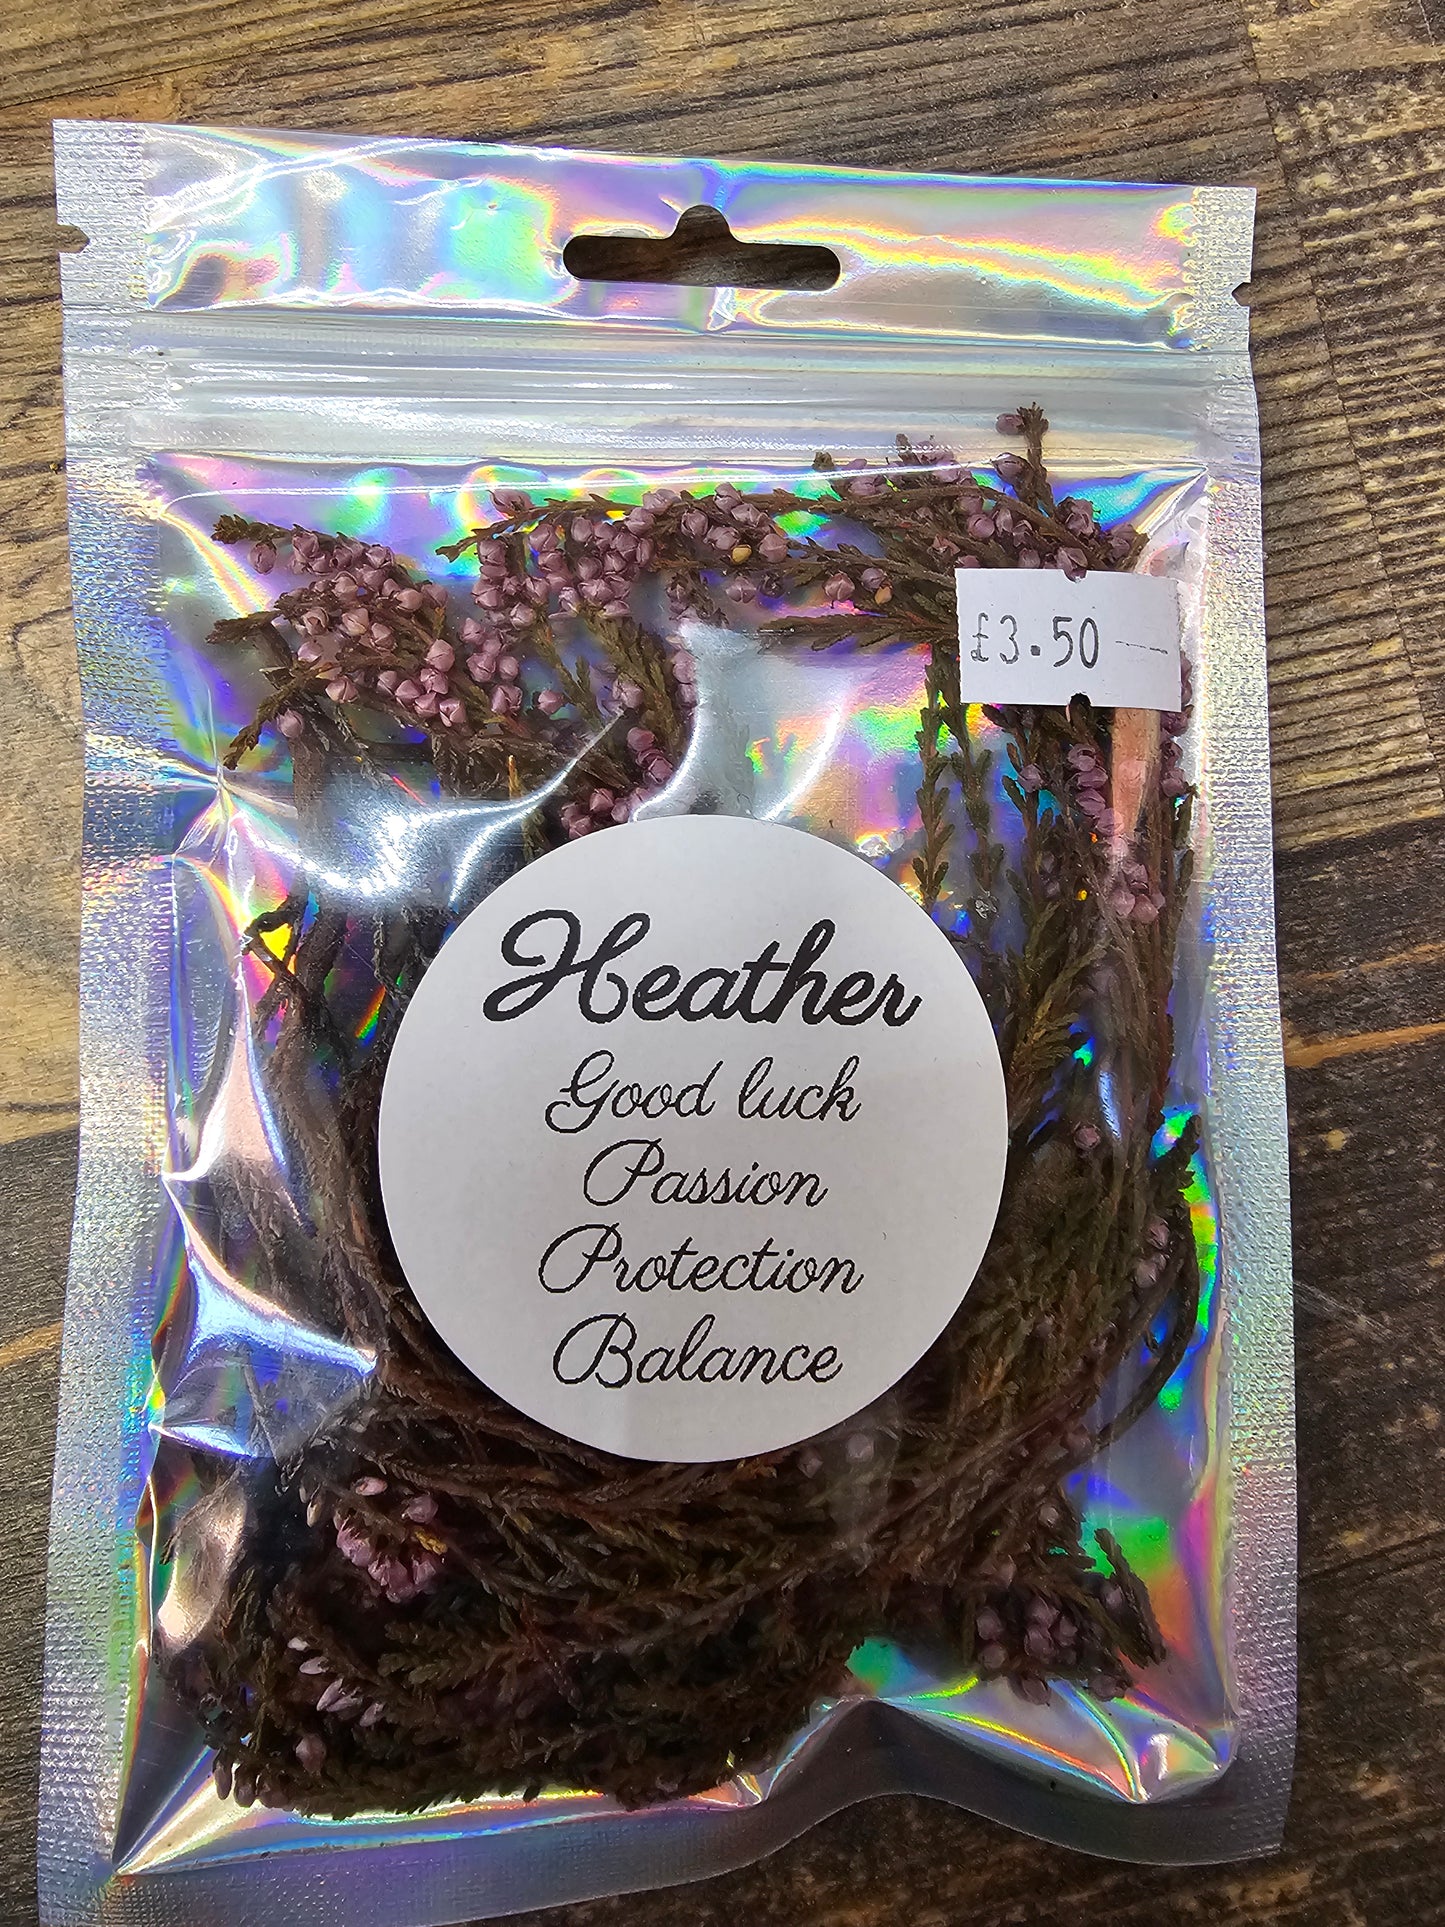 £3.50
Heather
Good luck
Passion
Protection
Balance